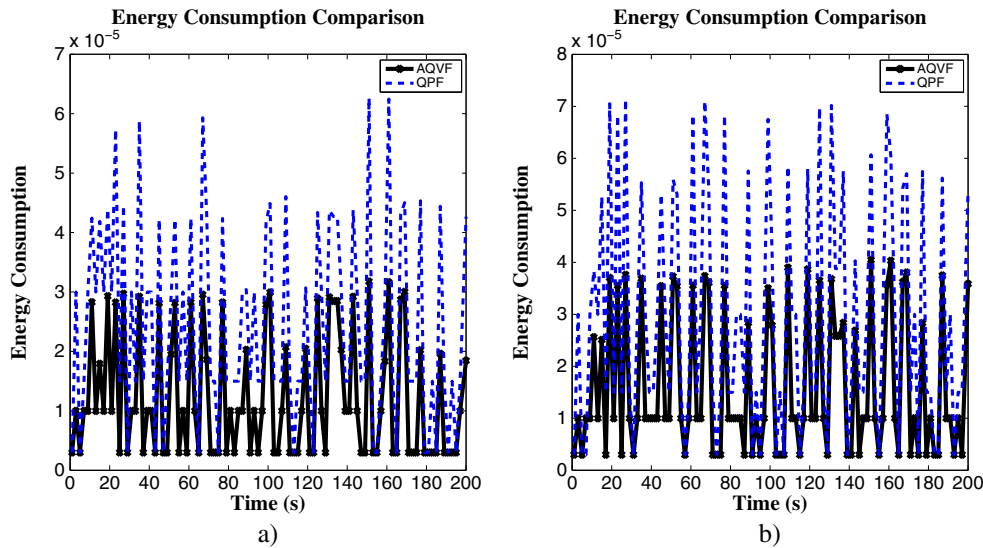 Energy Consumption Comparison
x 10⁻⁵
7
6
5
4
3
2
1
0
Energy Consumption
AQVF
QPF
0 20 40 60 80 100 120 140 160 180 200
Time (s)
a)
Energy Consumption Comparison
x 10⁻⁵
8
7
6
5
4
3
2
1
0
Energy Consumption
AQVF
QPF
0 20 40 60 80 100 120 140 160 180 200
Time (s)
b)